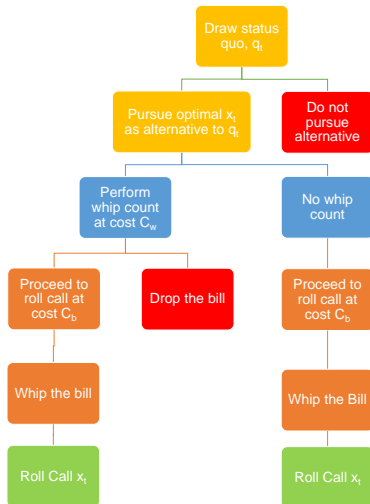 Draw status
quo, qt
Pursue optimal xt
as alternative to qt
Do not
pursue
alternative
Perform
whip count
at cost Cw
No whip
count
Proceed to
roll call at
cost Cb
Drop the bill
Proceed to
roll call at
cost Cb
Whip the bill
Whip the Bill
Roll Call xt
Roll Call xt